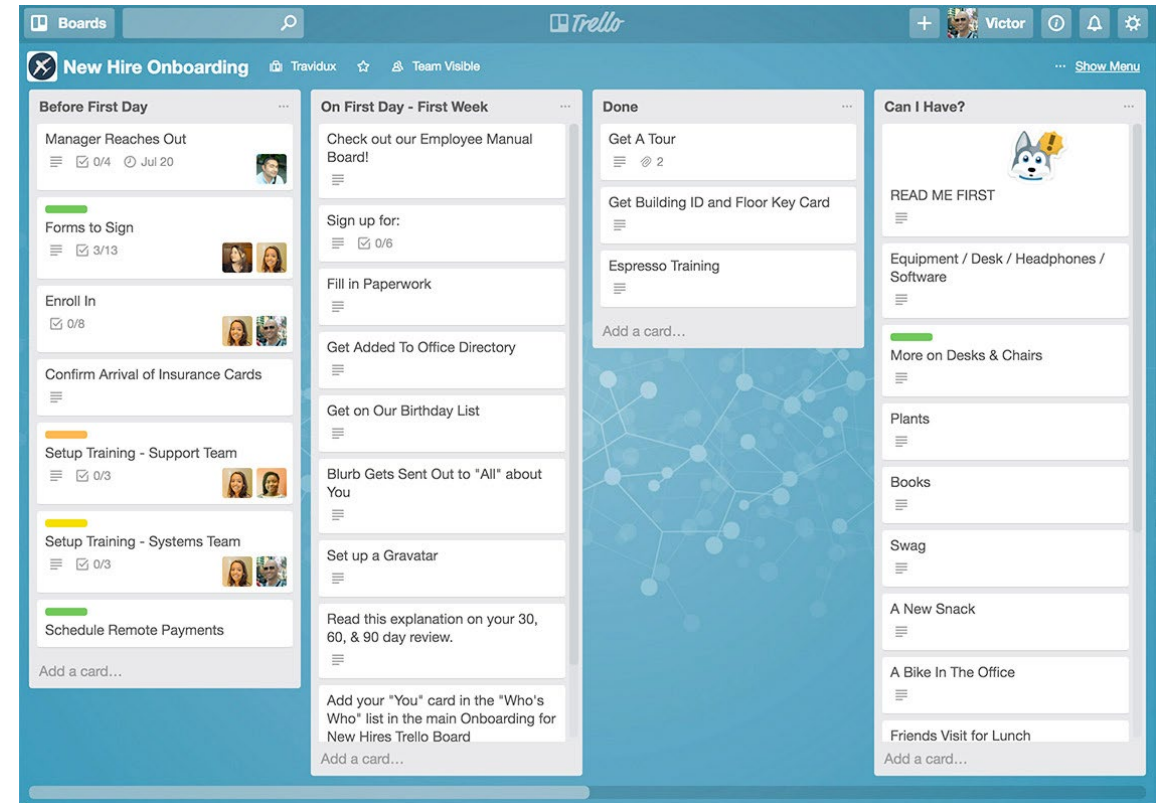 Boards
Trello
Victor
New Hire Onboarding
Travidux
Team Visible
... Show Menu
Before First Day
Manager Reaches Out
0/4
Jul 20
Forms to Sign
3/13
Enroll In
0/8
Confirm Arrival of Insurance Cards
Setup Training - Support Team
0/3
Setup Training - Systems Team
0/3
Schedule Remote Payments
Add a card…
On First Day - First Week
Check out our Employee Manual
Board!
Sign up for:
0/6
Fill in Paperwork
Get Added To Office Directory
Get on Our Birthday List
Blurb Gets Sent Out to "All" about
You
Set up a Gravatar
Read this explanation on your 30,
60, & 90 day review.
Add your "You" card in the "Who's
Who" list in the main Onboarding for
New Hires Trello Board
Add a card…
Done
Get A Tour
2
Get Building ID and Floor Key Card
Espresso Training
Add a card…
Can I Have?
READ ME FIRST
Equipment / Desk / Headphones /
Software
More on Desks & Chairs
Plants
Books
Swag
A New Snack
A Bike In The Office
Friends Visit for Lunch
Add a card…